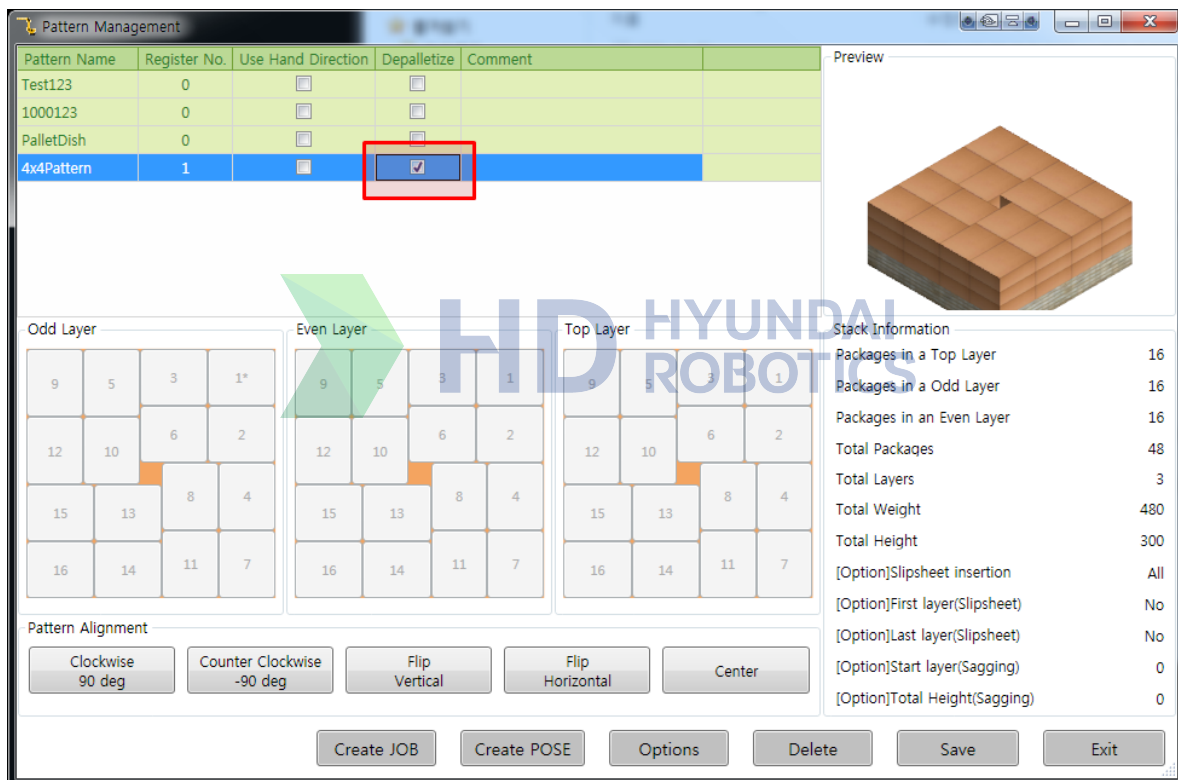 Pattern Management
Pattern Name Register No. Use Hand Direction Depalletize Comment
Test123 0
1000123 0
PalletDish 0
4x4Pattern 1
Preview
HD HYUNDAI
ROBOTICS
Odd Layer
9 5 3 1*
12 10 6 2
15 13 8 4
16 14 11 7
Even Layer
9 5 3 1
12 10 6 2
15 13 8 4
16 14 11 7
Top Layer
9 5 3 1
12 10 6 2
15 13 8 4
16 14 11 7
Stack Information
Packages in a Top Layer 16
Packages in a Odd Layer 16
Packages in an Even Layer 16
Total Packages 48
Total Layers 3
Total Weight 480
Total Height 300
[Option]Slipsheet insertion All
[Option]First layer(Slipsheet) No
[Option]Last layer(Slipsheet) No
[Option]Start layer(Sagging) 0
[Option]Total Height(Sagging) 0
Pattern Alignment
Clockwise
90 deg
Counter Clockwise
-90 deg
Flip
Vertical
Flip
Horizontal
Center
Create JOB
Create POSE
Options
Delete
Save
Exit